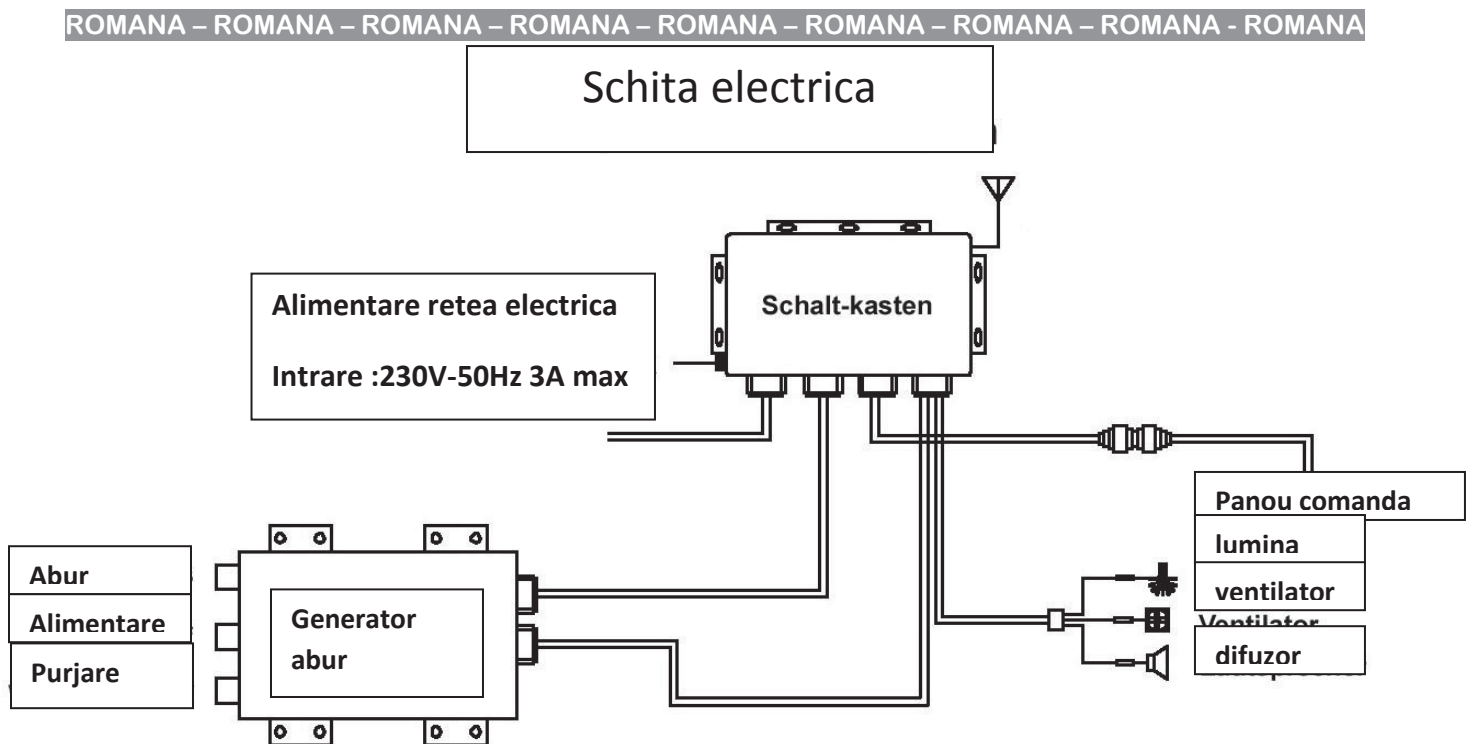 ROMANA – ROMANA – ROMANA – ROMANA – ROMANA – ROMANA – ROMANA – ROMANA - ROMANA
Schita electrica
Alimentare retea electrica
Intrare :230V-50Hz 3A max
Schalt-kasten
Panou comanda
lumina
ventilator
Ventilator
difuzor
Abur
Alimentare
Purjare
Generator
abur